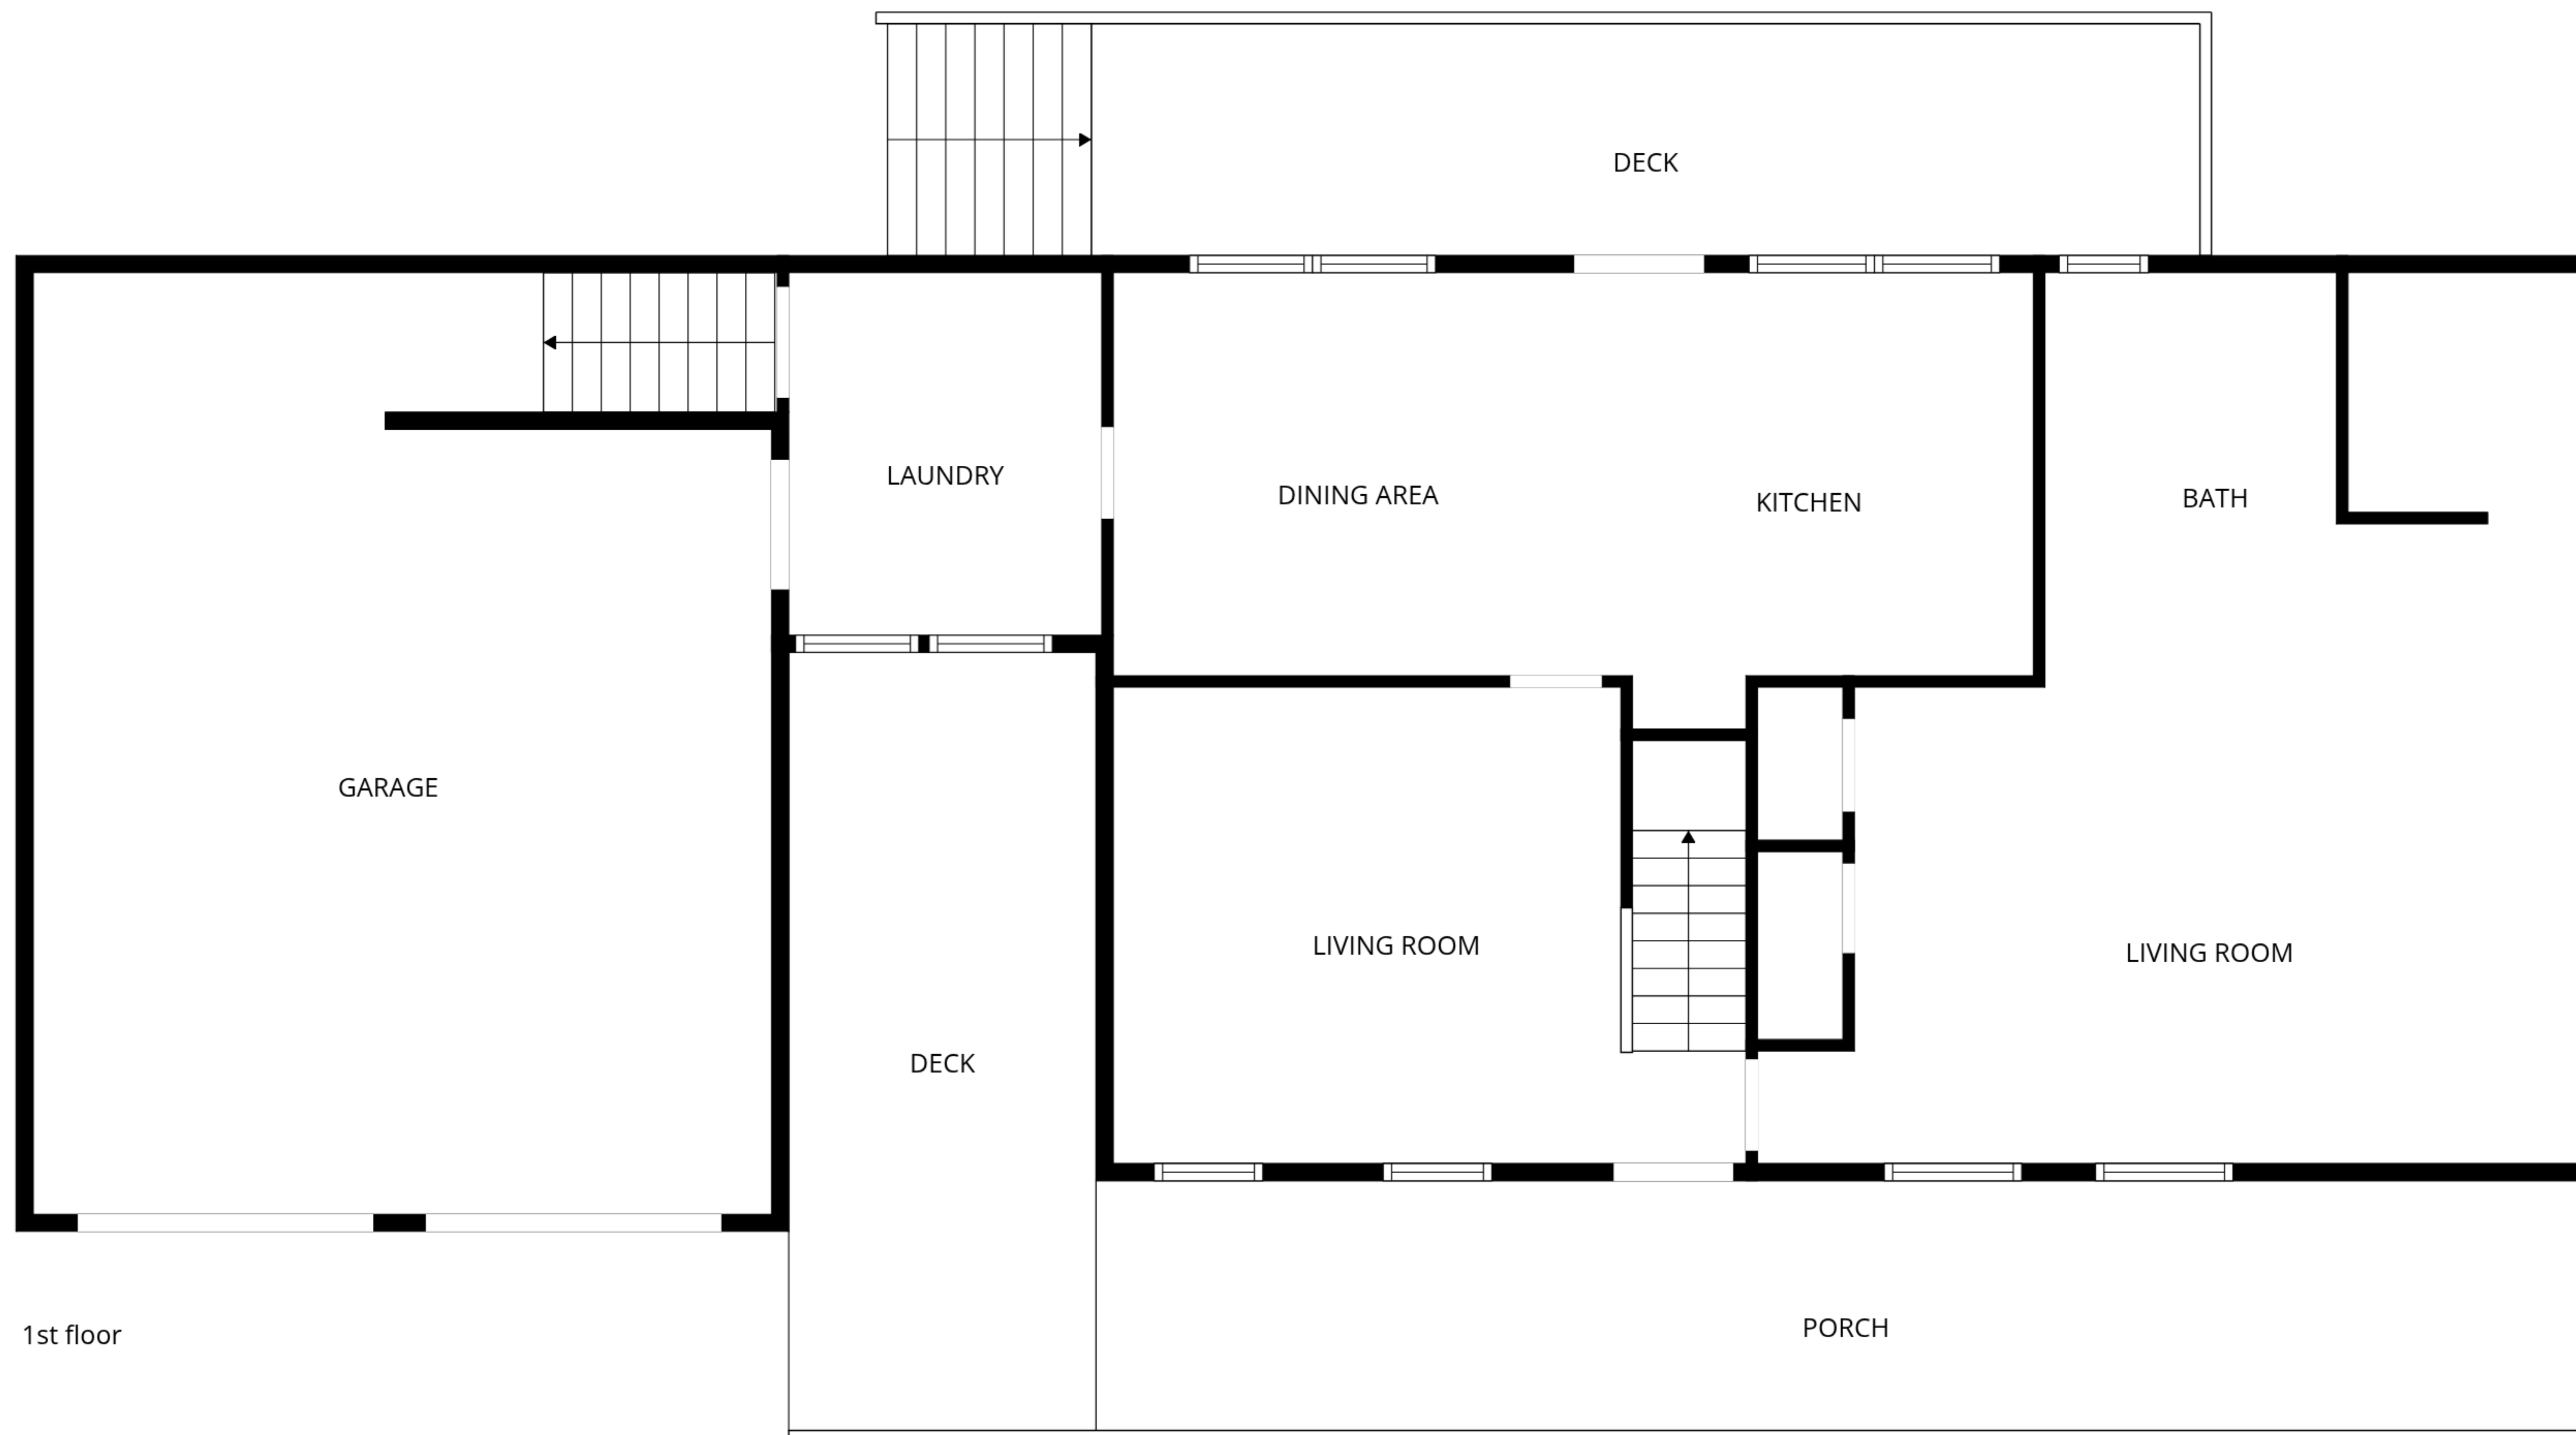 DECK
LAUNDRY
DINING AREA
KITCHEN
BATH
GARAGE
LIVING ROOM
LIVING ROOM
DECK
PORCH
1st floor